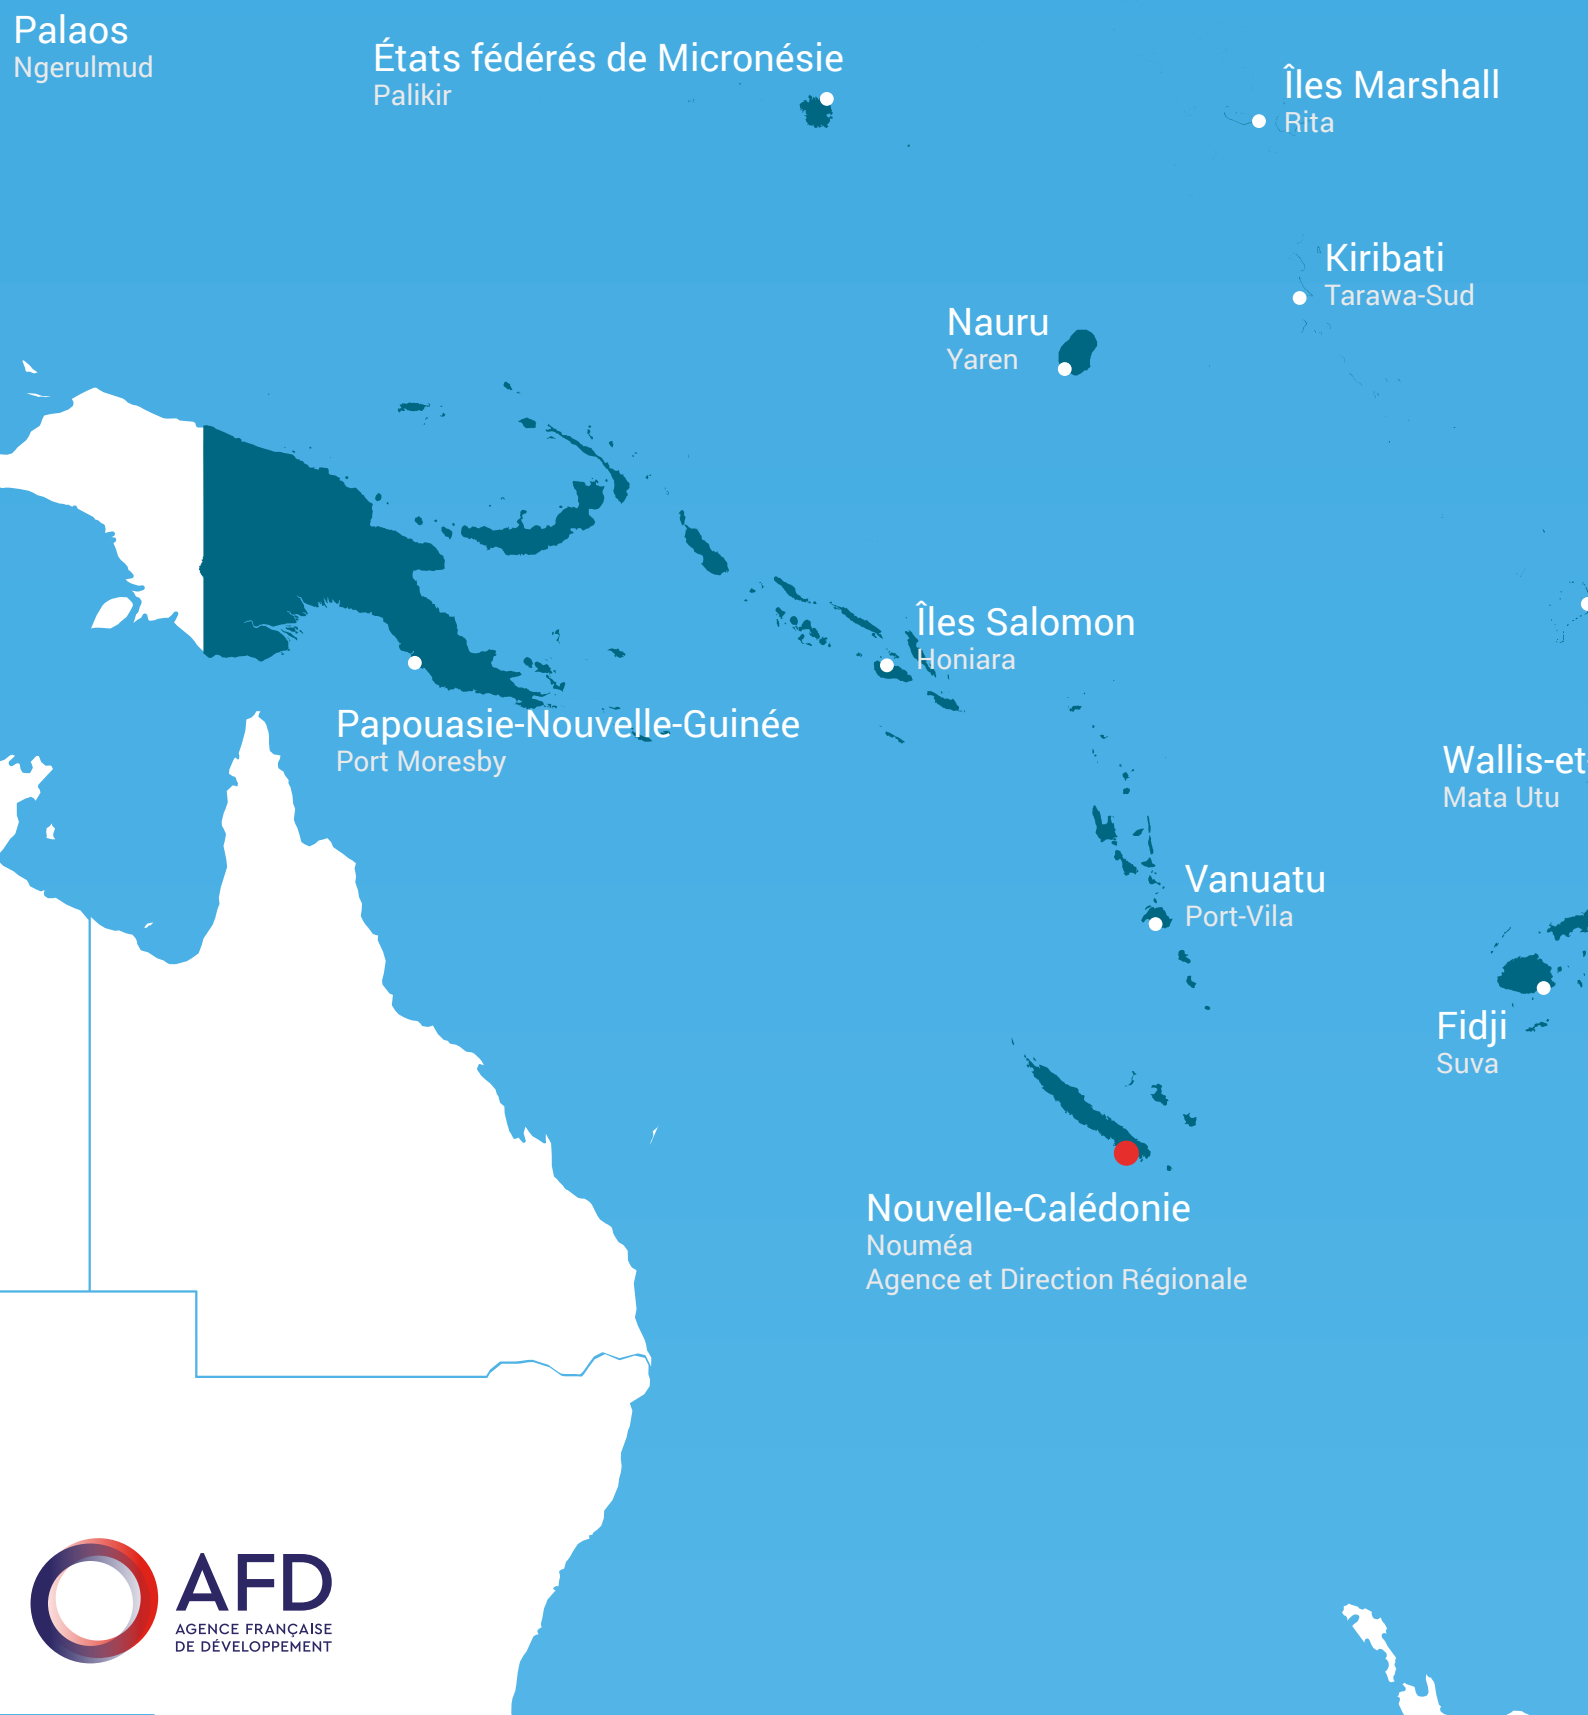 Palaos
Ngerulmud
États fédérés de Micronésie
Palikir
Îles Marshall
Rita
Kiribati
Tarawa-Sud
Nauru
Yaren
Îles Salomon
Honiara
Papouasie-Nouvelle-Guinée
Port Moresby
Wallis-et-
Mata Utu
Vanuatu
Port-Vila
Fidji
Suva
Nouvelle-Calédonie
Nouméa
Agence et Direction Régionale
AFD
AGENCE FRANÇAISE
DE DÉVELOPPEMENT